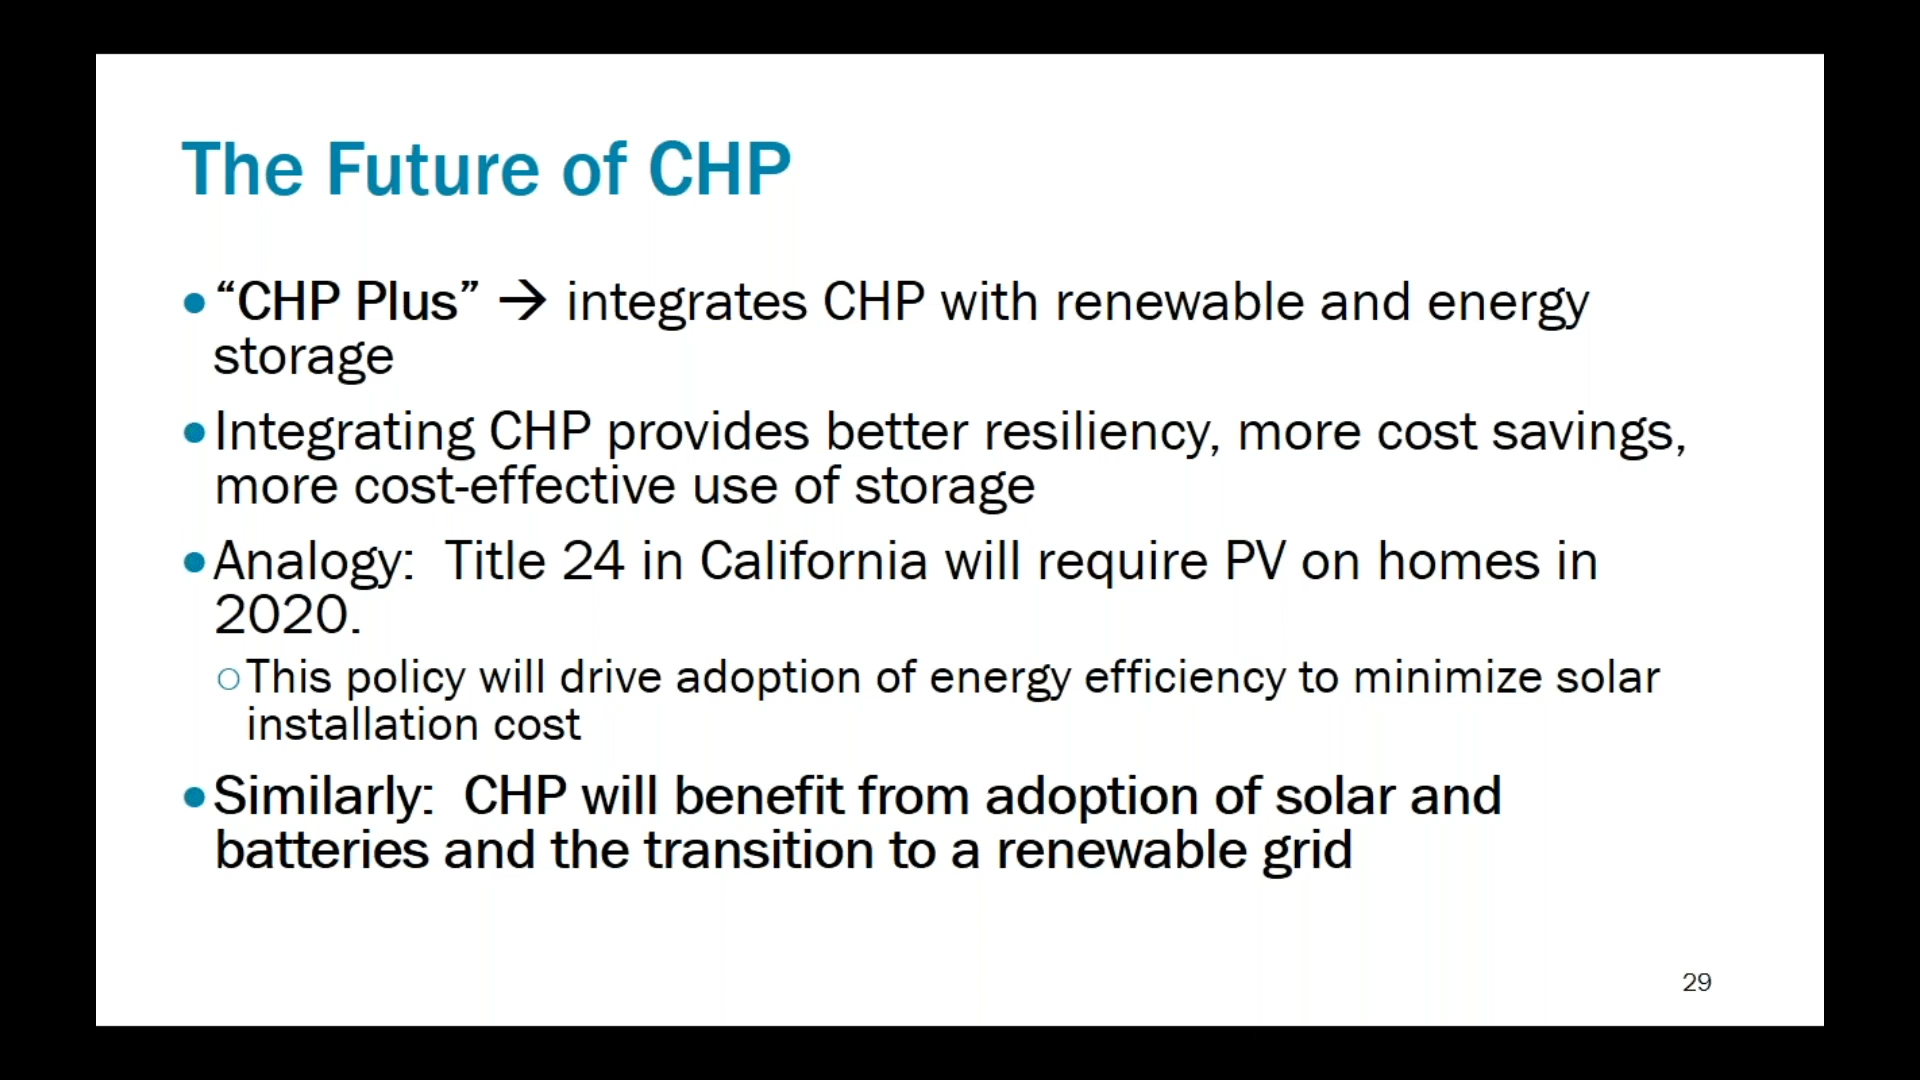 The Future of CHP
• “CHP Plus” → integrates CHP with renewable and energy
storage
• Integrating CHP provides better resiliency, more cost savings,
more cost-effective use of storage
• Analogy:  Title 24 in California will require PV on homes in
2020.
○ This policy will drive adoption of energy efficiency to minimize solar
installation cost
• Similarly:  CHP will benefit from adoption of solar and
batteries and the transition to a renewable grid
29